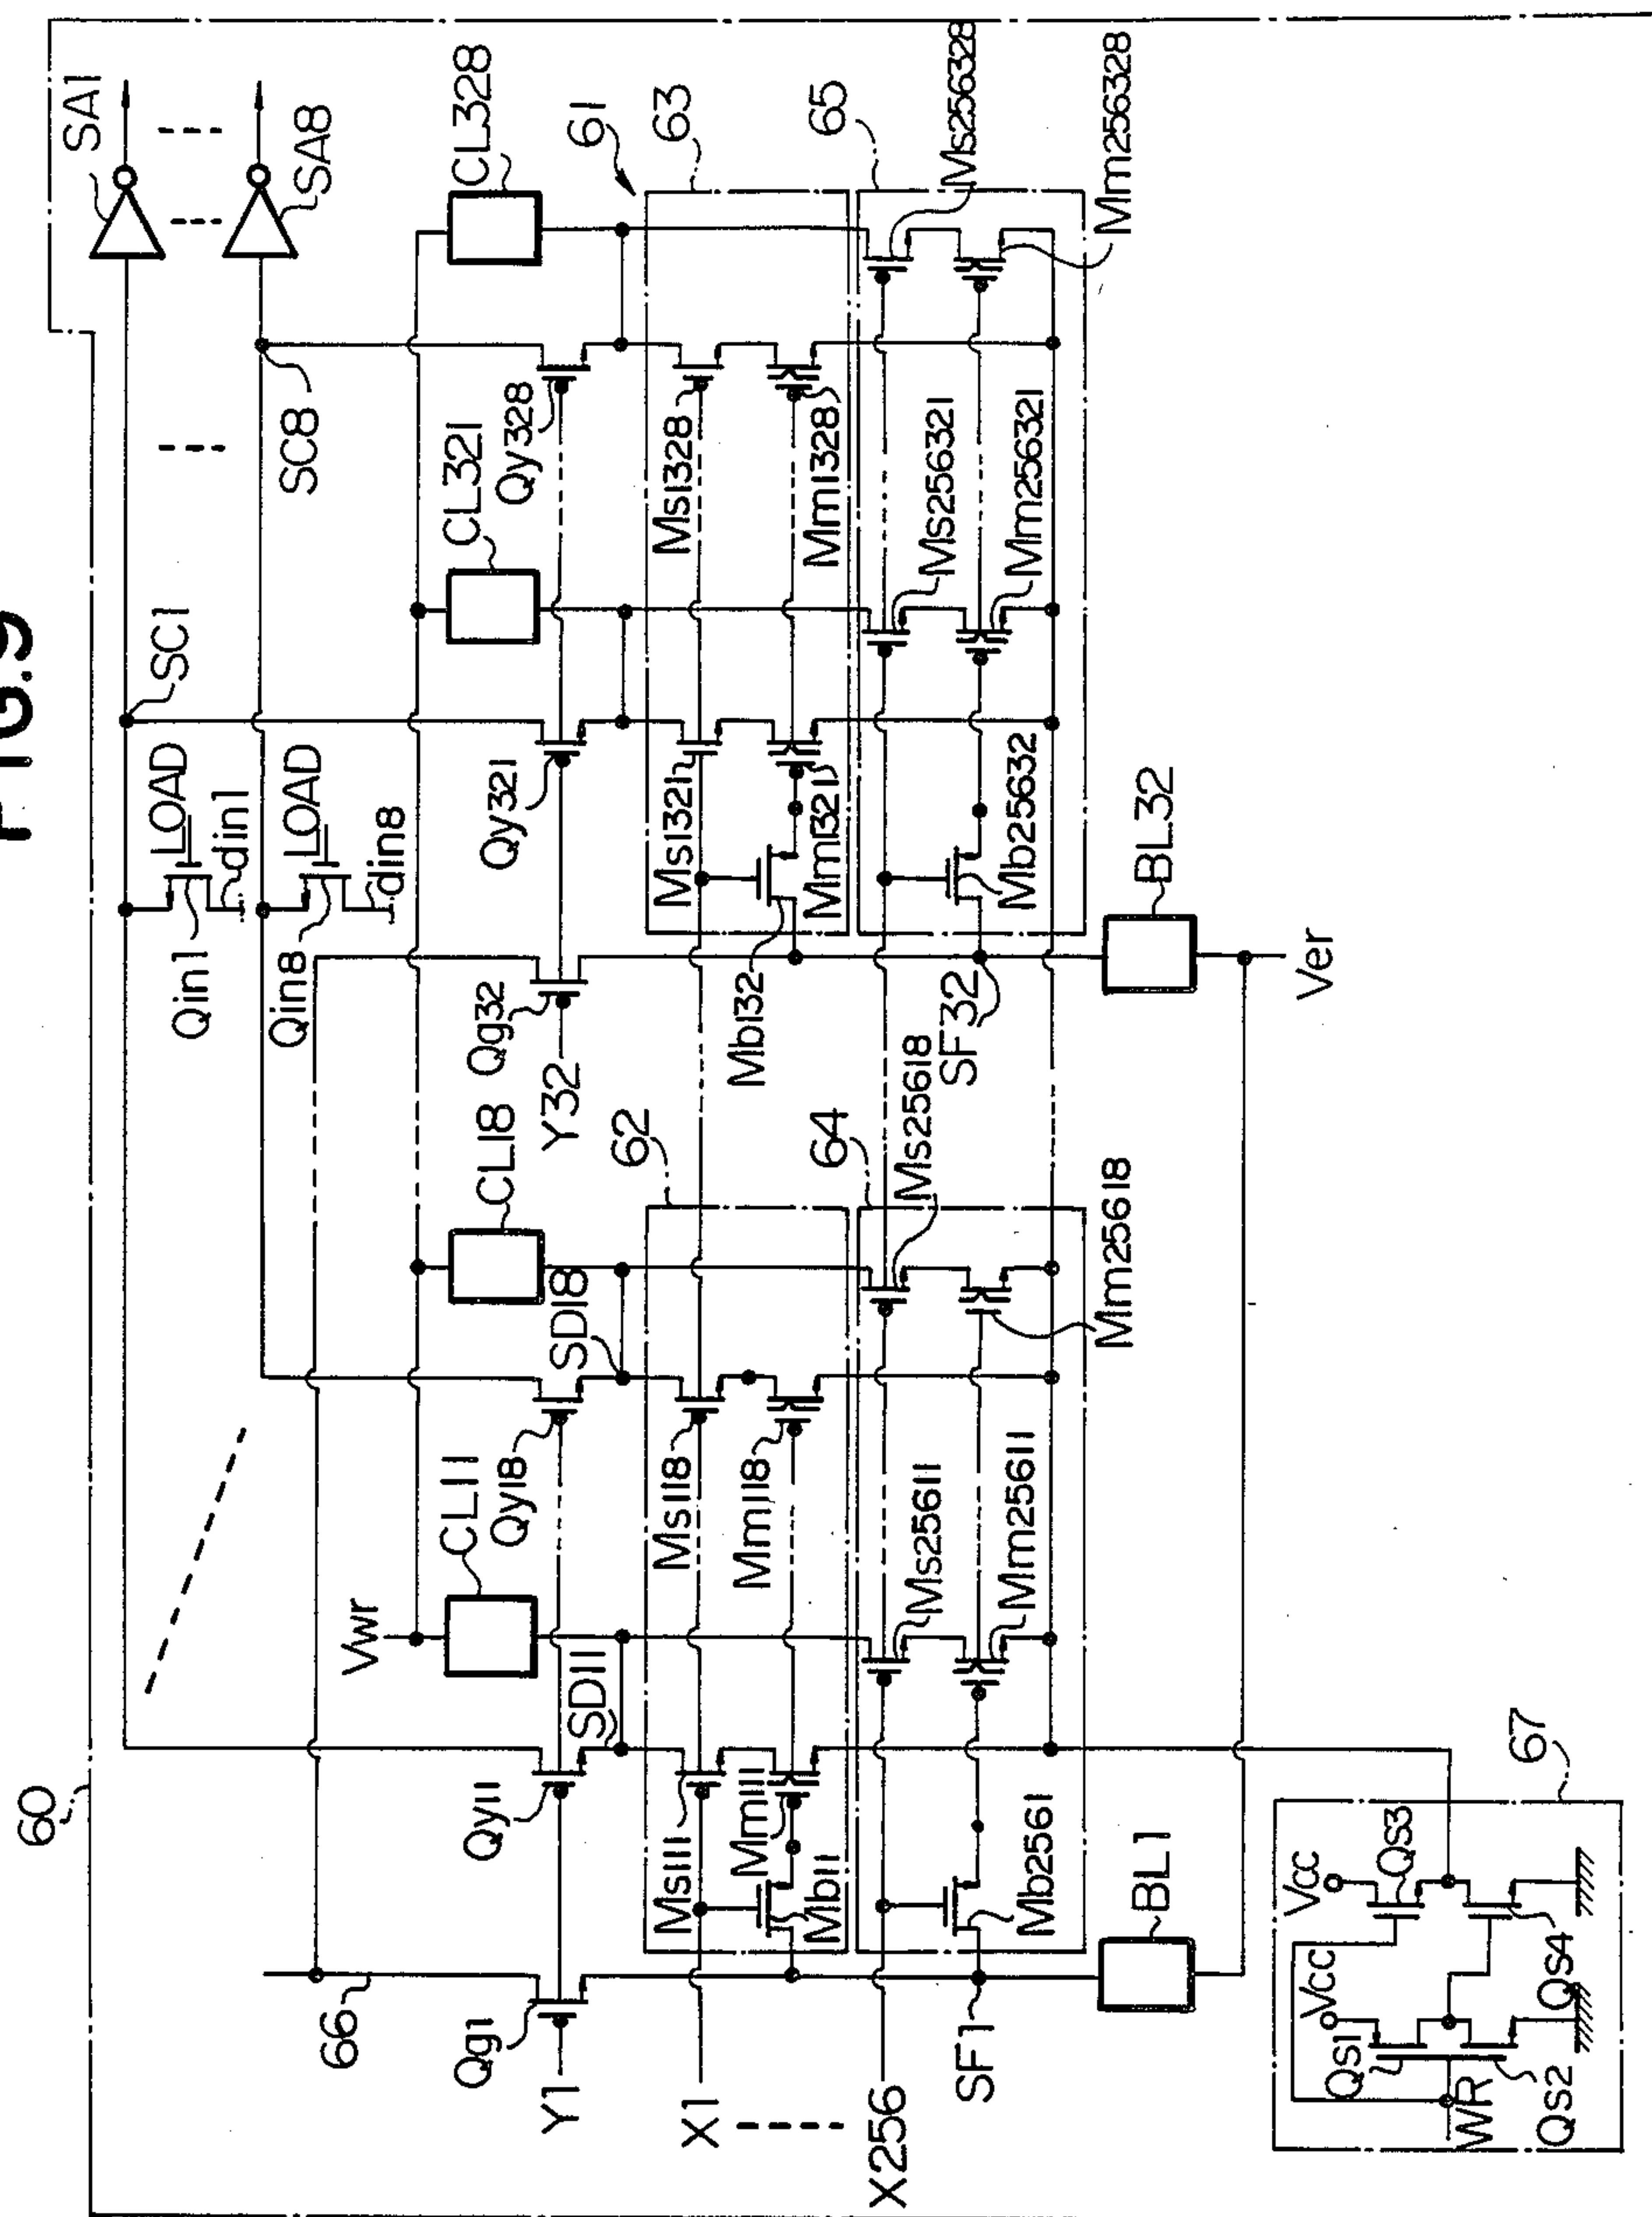 FIG.9
60
SA1
SA8
SC1
SC8
LOAD
LOAD
Qin1
din1
Qin8
din8
Vwr
CL11
CL18
CL321
CL328
66
Qg1
Qy11
Qy18
Qg32
Qy321
Qy328
Y1
Y32
SD11
SD18
61
62
63
Ms111
Mm111
Mb11
Ms118
Mm118
Mb132
Ms1321
Mm1321
Ms1328
Mm1328
X1
X256
64
65
Mb2561
Ms25611
Mm25611
Ms25618
Mm25618
Mb25632
Ms256321
Mm256321
Ms256328
Mm256328
SF1
SF32
BL1
BL32
Ver
67
Vcc
Vcc
Qs1
Qs2
Qs3
Qs4
WR